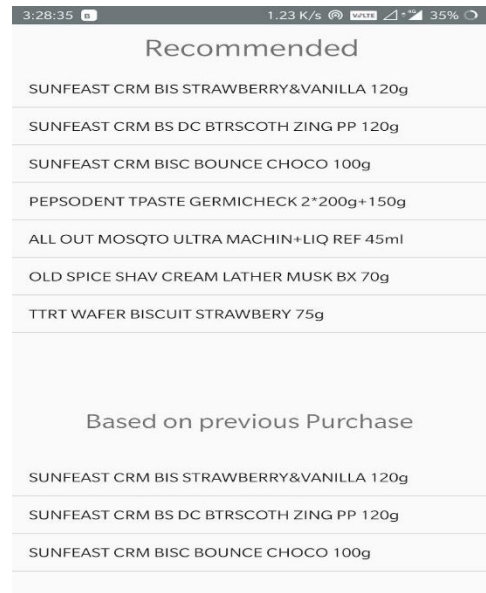 3:28:35 B 1.23 K/s VoLTE 4G 35%
Recommended
SUNFEAST CRM BIS STRAWBERRY&VANILLA 120g
SUNFEAST CRM BS DC BTRSCOTH ZING PP 120g
SUNFEAST CRM BISC BOUNCE CHOCO 100g
PEPSODENT TPASTE GERMICHECK 2*200g+150g
ALL OUT MOSQTO ULTRA MACHIN+LIQ REF 45ml
OLD SPICE SHAV CREAM LATHER MUSK BX 70g
TTRT WAFER BISCUIT STRAWBERY 75g
Based on previous Purchase
SUNFEAST CRM BIS STRAWBERRY&VANILLA 120g
SUNFEAST CRM BS DC BTRSCOTH ZING PP 120g
SUNFEAST CRM BISC BOUNCE CHOCO 100g